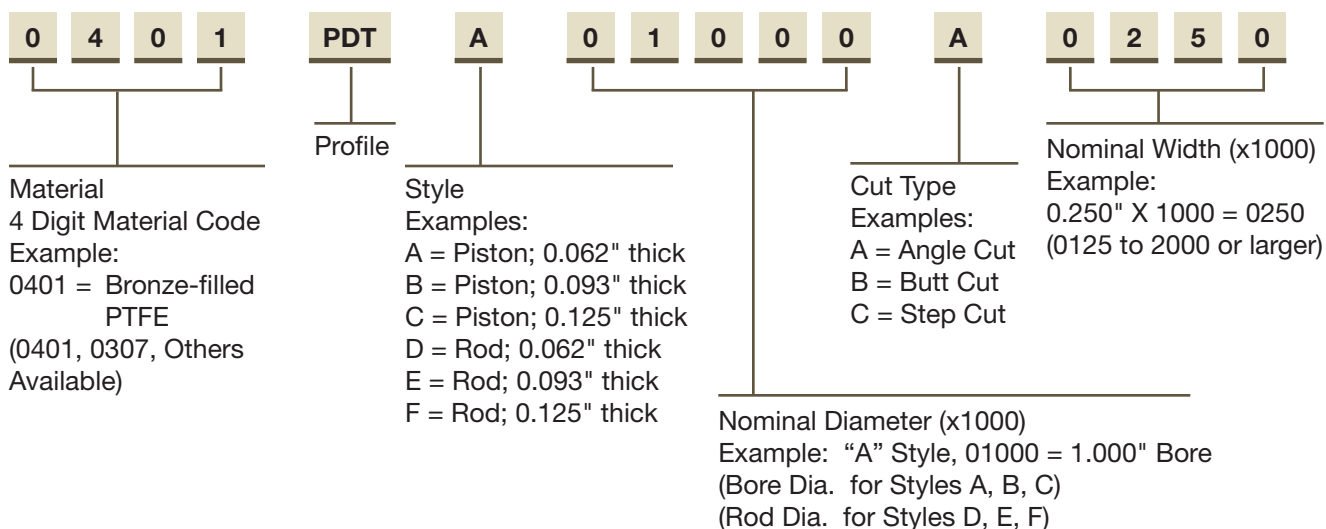 0 4 0 1 PDT A 0 1 0 0 0 A 0 2 5 0
Profile
Material
4 Digit Material Code
Example:
0401 = Bronze-filled
PTFE
(0401, 0307, Others
Available)
Style
Examples:
A = Piston; 0.062" thick
B = Piston; 0.093" thick
C = Piston; 0.125" thick
D = Rod; 0.062" thick
E = Rod; 0.093" thick
F = Rod; 0.125" thick
Nominal Diameter (x1000)
Example: “A” Style, 01000 = 1.000" Bore
(Bore Dia. for Styles A, B, C)
(Rod Dia. for Styles D, E, F)
Cut Type
Examples:
A = Angle Cut
B = Butt Cut
C = Step Cut
Nominal Width (x1000)
Example:
0.250" X 1000 = 0250
(0125 to 2000 or larger)